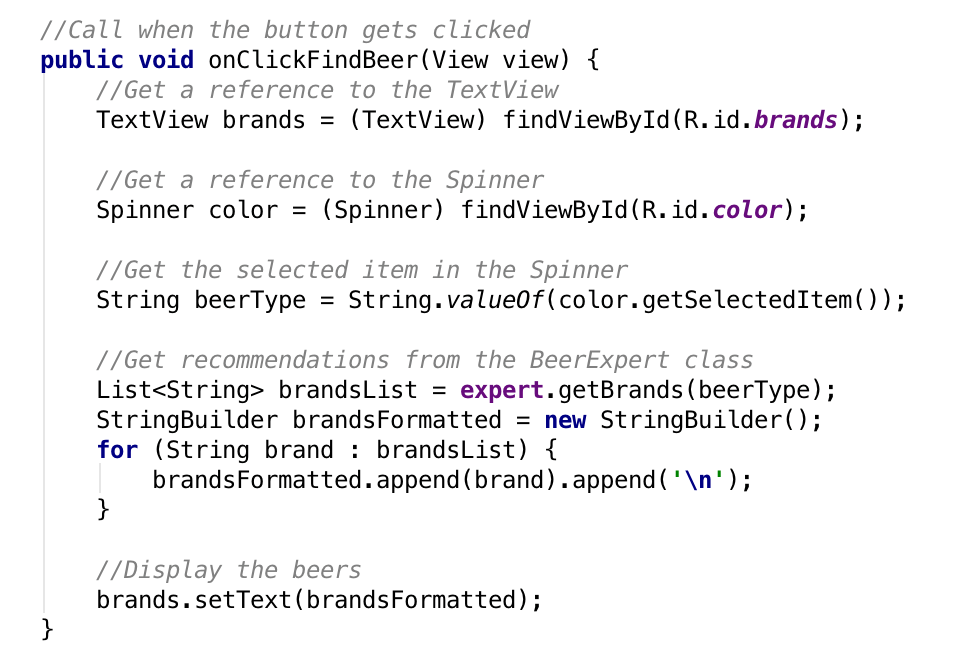 //Call when the button gets clicked
public void onClickFindBeer(View view) {
    //Get a reference to the TextView
    TextView brands = (TextView) findViewById(R.id.brands);

    //Get a reference to the Spinner
    Spinner color = (Spinner) findViewById(R.id.color);

    //Get the selected item in the Spinner
    String beerType = String.valueOf(color.getSelectedItem());

    //Get recommendations from the BeerExpert class
    List<String> brandsList = expert.getBrands(beerType);
    StringBuilder brandsFormatted = new StringBuilder();
    for (String brand : brandsList) {
        brandsFormatted.append(brand).append('\n');
    }

    //Display the beers
    brands.setText(brandsFormatted);
}